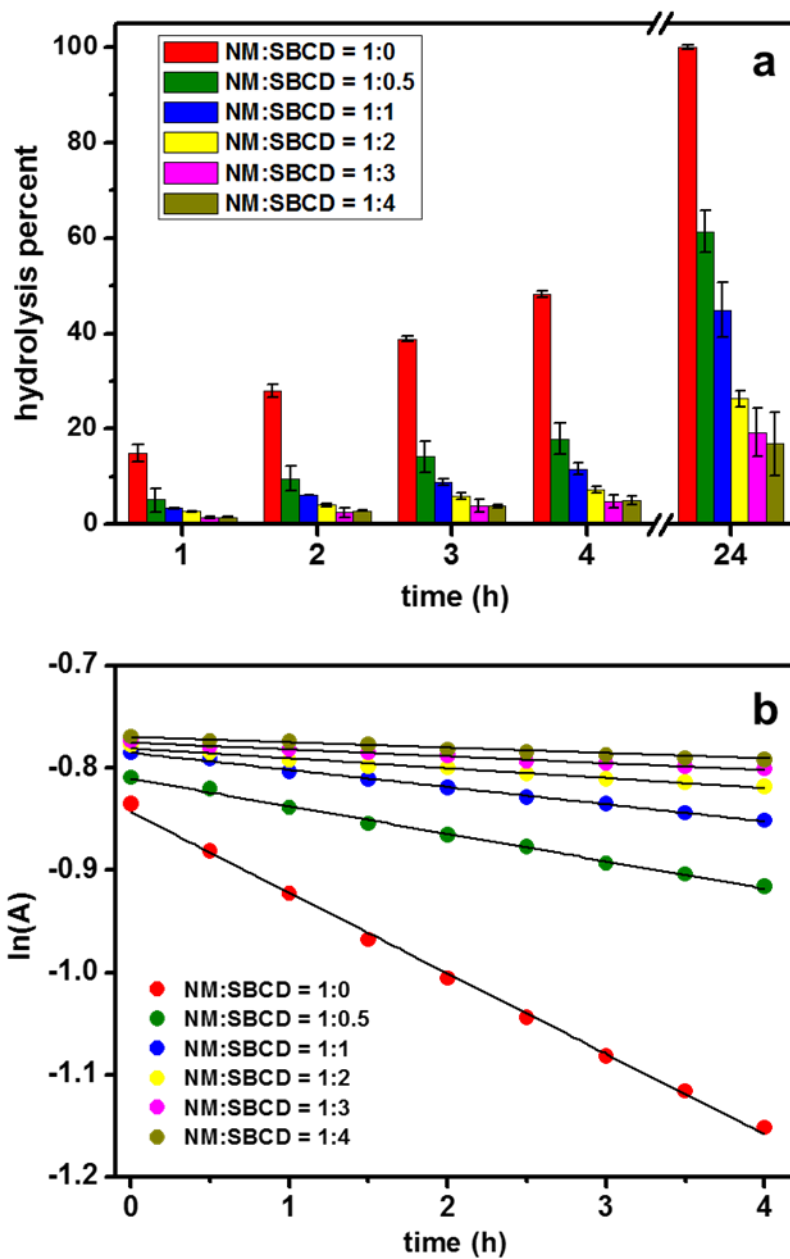 a
NM:SBCD = 1:0
NM:SBCD = 1:0.5
NM:SBCD = 1:1
NM:SBCD = 1:2
NM:SBCD = 1:3
NM:SBCD = 1:4
hydrolysis percent
100
80
60
40
20
0
1 2 3 4 24
time (h)
b
-0.7
-0.8
-0.9
-1.0
-1.1
-1.2
ln(A)
NM:SBCD = 1:0
NM:SBCD = 1:0.5
NM:SBCD = 1:1
NM:SBCD = 1:2
NM:SBCD = 1:3
NM:SBCD = 1:4
0 1 2 3 4
time (h)